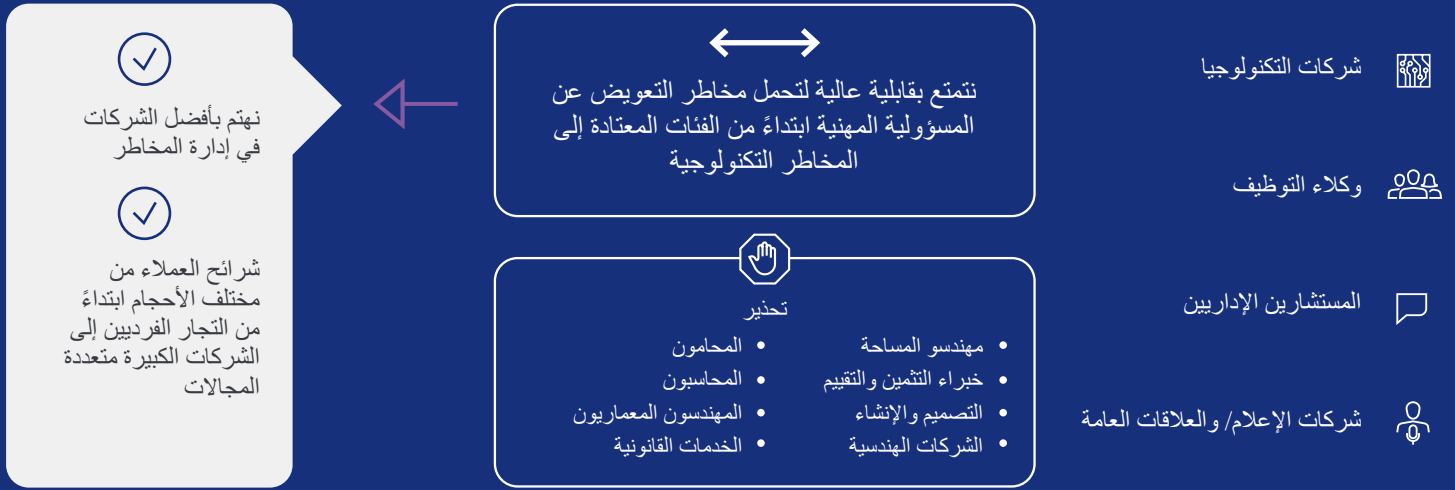 شركات التكنولوجيا
وكلاء التوظيف
المستشارين الإداريين
شركات الإعلام/ والعلاقات العامة
نتمتع بقابلية عالية لتحمل مخاطر التعويض عن
المسؤولية المهنية ابتداءً من الفئات المعتادة إلى
المخاطر التكنولوجية
تحذير
• مهندسو المساحة
• خبراء التثمين والتقييم
• التصميم والإنشاء
• الشركات الهندسية
• المحامون
• المحاسبون
• المهندسون المعماريون
• الخدمات القانونية
نهتم بأفضل الشركات
في إدارة المخاطر
شرائح العملاء من
مختلف الأحجام ابتداءً
من التجار الفرديين إلى
الشركات الكبيرة متعددة
المجالات